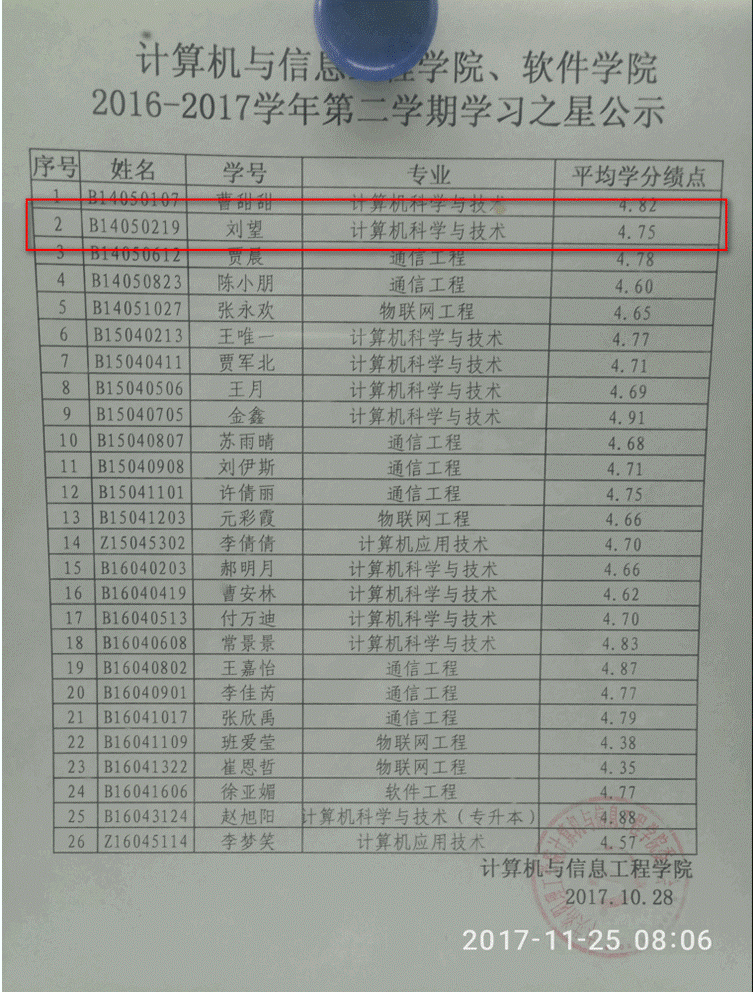 计算机与信息工程学院、软件学院
2016-2017学年第二学期学习之星公示
序号 姓名 学号 专业 平均学分绩点
1 B14050107 曹甜甜 计算机科学与技术 4.82
2 B14050219 刘望 计算机科学与技术 4.75
3 B14050612 贾晨 通信工程 4.78
4 B14050823 陈小朋 通信工程 4.60
5 B14051027 张永欢 物联网工程 4.65
6 B15040213 王唯一 计算机科学与技术 4.77
7 B15040411 贾军北 计算机科学与技术 4.71
8 B15040506 王月 计算机科学与技术 4.69
9 B15040705 金鑫 计算机科学与技术 4.91
10 B15040807 苏雨晴 通信工程 4.68
11 B15040908 刘伊斯 通信工程 4.71
12 B15041101 许倩丽 通信工程 4.75
13 B15041203 元彩霞 物联网工程 4.66
14 Z15045302 李倩倩 计算机应用技术 4.70
15 B16040203 郝明月 计算机科学与技术 4.66
16 B16040419 曹安林 计算机科学与技术 4.62
17 B16040513 付万迪 计算机科学与技术 4.70
18 B16040608 常景景 计算机科学与技术 4.83
19 B16040802 王嘉怡 通信工程 4.87
20 B16040901 李佳芮 通信工程 4.77
21 B16041017 张欣禹 通信工程 4.79
22 B16041109 班爱莹 物联网工程 4.38
23 B16041322 崔恩哲 物联网工程 4.35
24 B16041606 徐亚媚 软件工程 4.77
25 B16043124 赵旭阳 计算机科学与技术（专升本） 4.88
26 Z16045114 李梦笑 计算机应用技术 4.57
计算机与信息工程学院
2017.10.28
2017-11-25 08:06